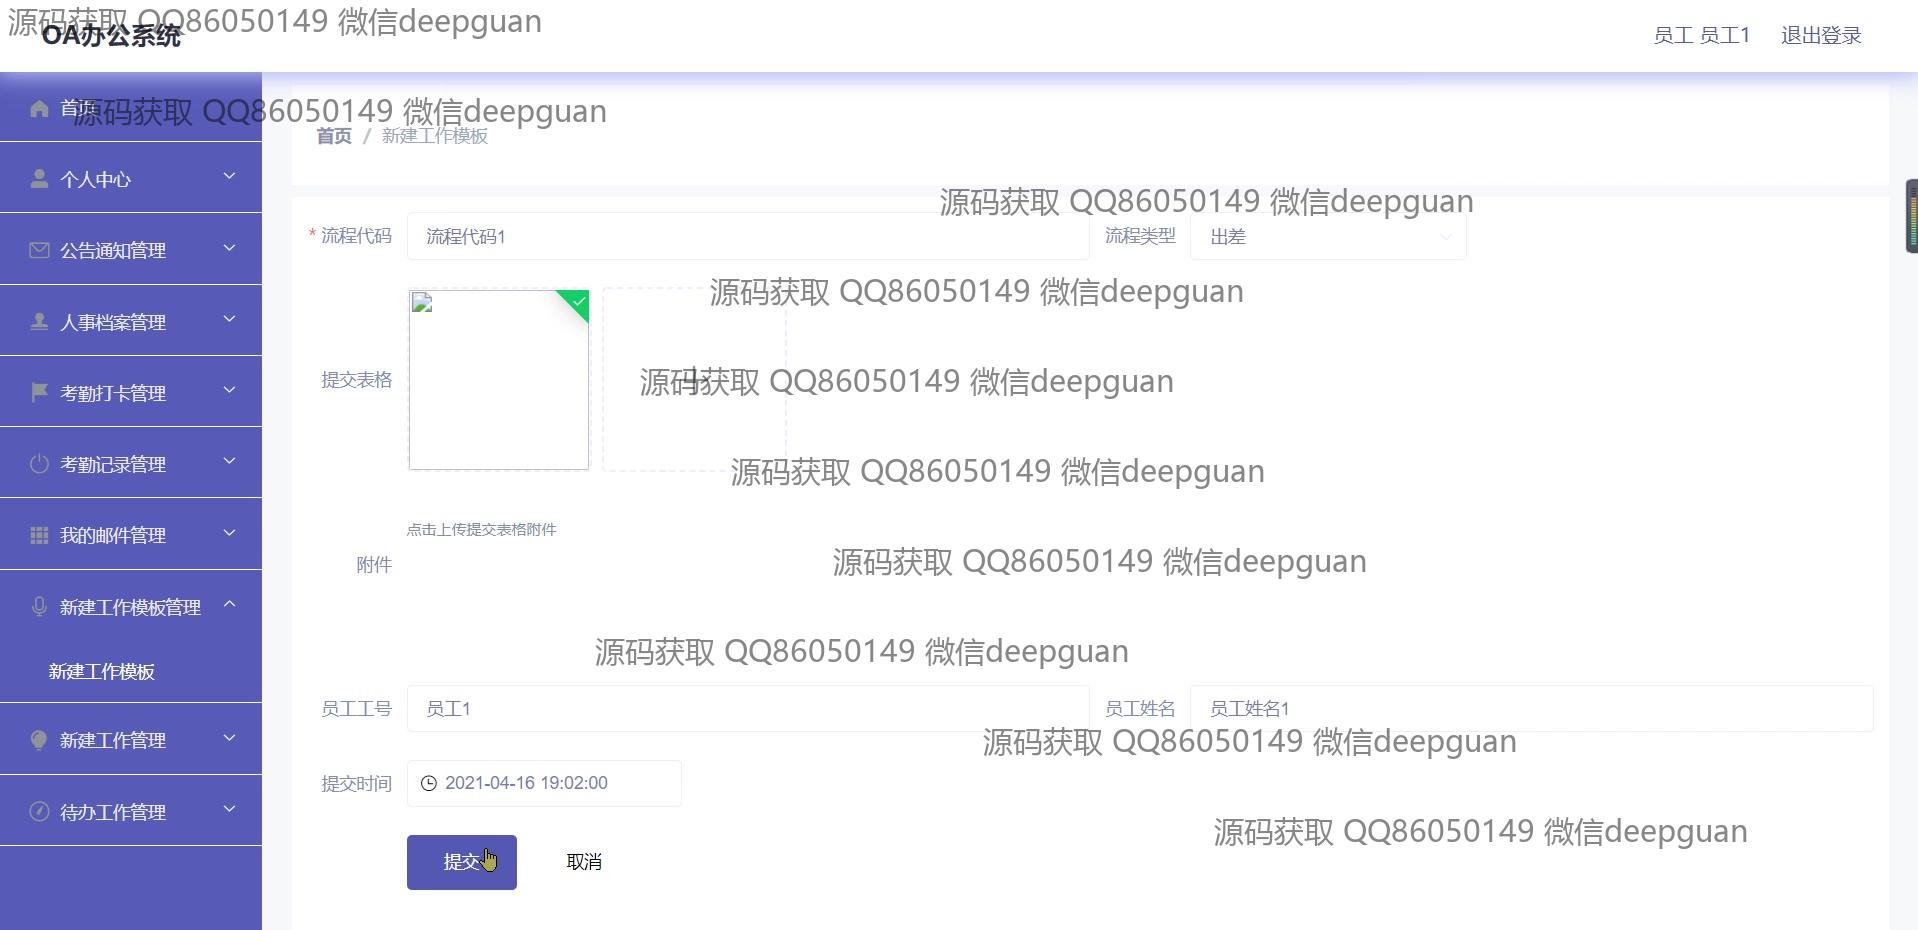 源码获取 QQ86050149 微信deepguan
OA办公系统
员工 员工1
退出登录
首页
源码获取 QQ86050149 微信deepguan
首页 / 新建工作模板
个人中心
源码获取 QQ86050149 微信deepguan
* 流程代码
流程代码1
流程类型
出差
公告通知管理
源码获取 QQ86050149 微信deepguan
人事档案管理
提交表格
源码获取 QQ86050149 微信deepguan
考勤打卡管理
考勤记录管理
源码获取 QQ86050149 微信deepguan
点击上传提交表格附件
我的邮件管理
附件
源码获取 QQ86050149 微信deepguan
新建工作模板管理
源码获取 QQ86050149 微信deepguan
新建工作模板
员工工号
员工1
员工姓名
员工姓名1
新建工作管理
源码获取 QQ86050149 微信deepguan
提交时间
2021-04-16 19:02:00
待办工作管理
源码获取 QQ86050149 微信deepguan
提交
取消